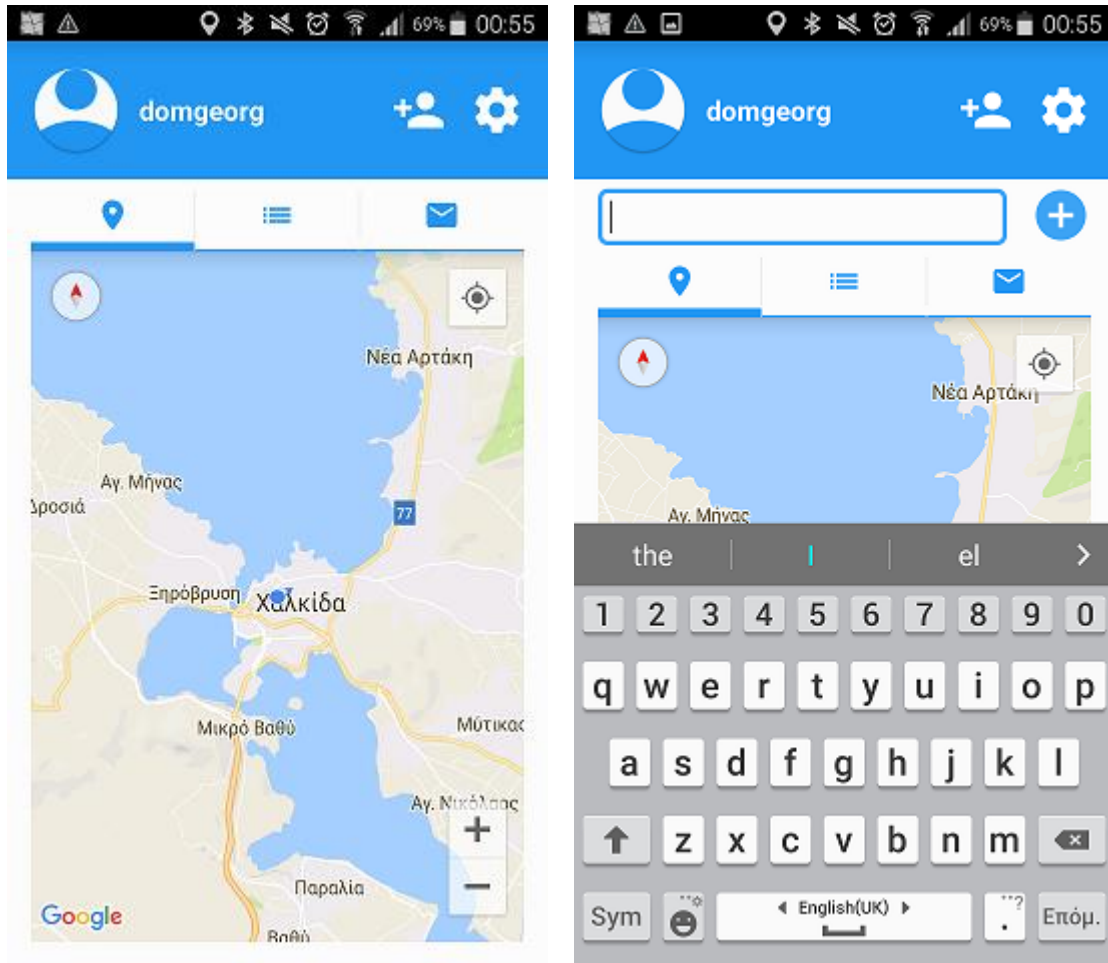 69% 00:55
domgeorg
Νέα Αρτάκη
Αγ. Μήνας
Δροσιά
77
Ξηρόβρυση
Χαλκίδα
Μικρό Βαθύ
Μύτικας
Αγ. Νικόλαος
Παραλία
Google
Βαθύ
69% 00:55
domgeorg
Νέα Αρτάκη
Αγ. Μήνας
the I el
1 2 3 4 5 6 7 8 9 0
q w e r t y u i o p
a s d f g h j k l
z x c v b n m
Sym English(UK) . Επόμ.